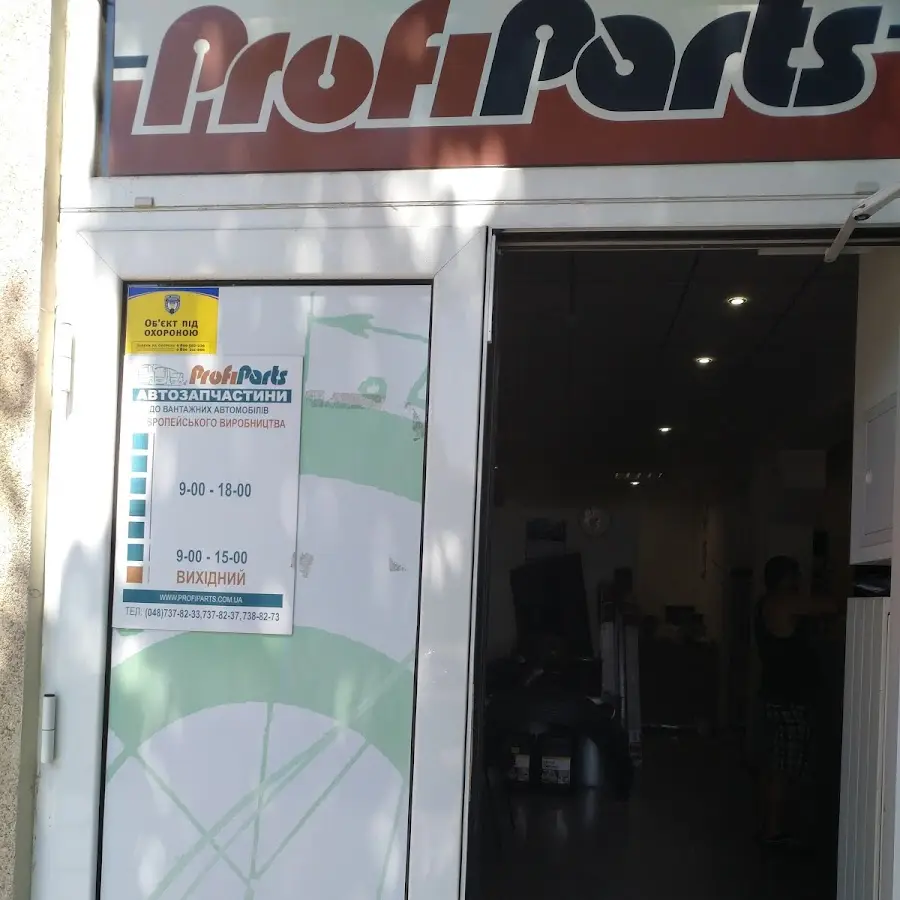 ProfiParts
ОБ'ЄКТ ПІД
ОХОРОНОЮ
ProfiParts
АВТОЗАПЧАСТИНИ
ДО ВАНТАЖНИХ АВТОМОБІЛІВ
ЄВРОПЕЙСЬКОГО ВИРОБНИЦТВА
9-00 - 18-00
9-00 - 15-00
ВИХІДНИЙ
WWW.PROFIPARTS.COM.UA
ТЕЛ: (048)737-82-33,737-82-37,738-82-73